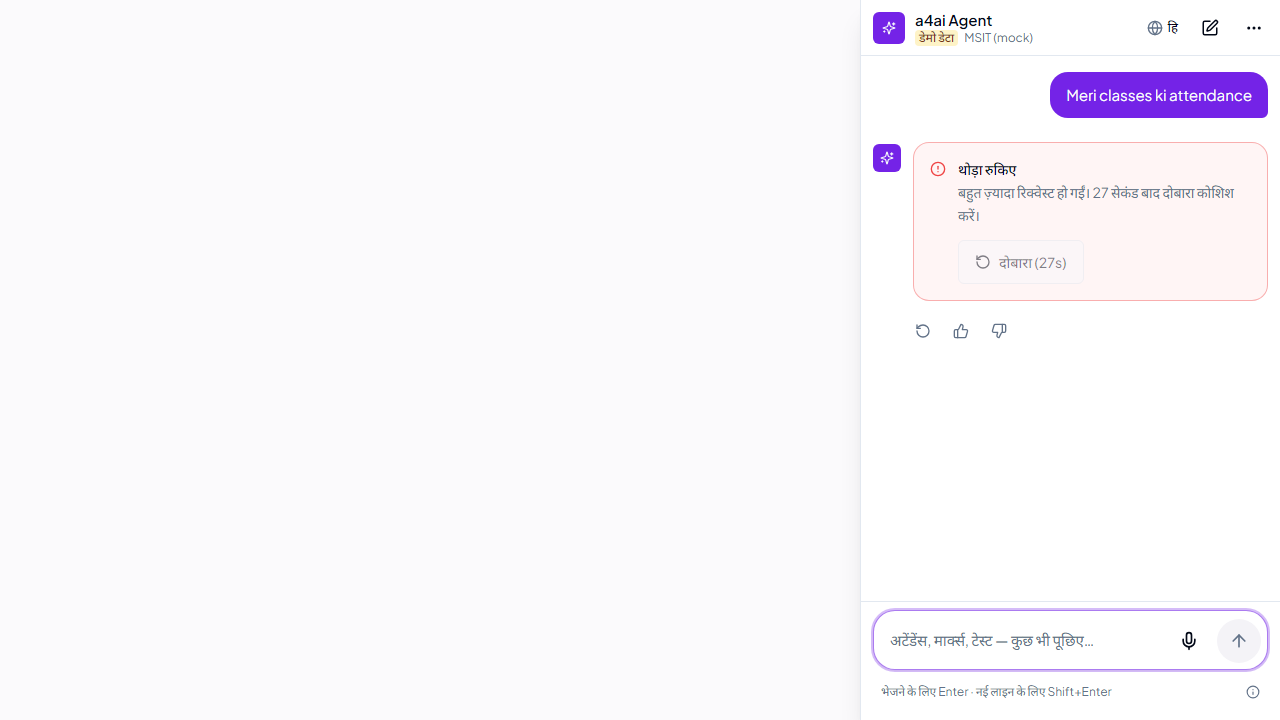 a4ai Agent
डेमो डेटा MSIT (mock)
हि
Meri classes ki attendance
थोड़ा रुकिए
बहुत ज़्यादा रिक्वेस्ट हो गईं। 27 सेकंड बाद दोबारा कोशिश
करें।
दोबारा (27s)
अटेंडेंस, मार्क्स, टेस्ट — कुछ भी पूछिए…
भेजने के लिए Enter · नई लाइन के लिए Shift+Enter